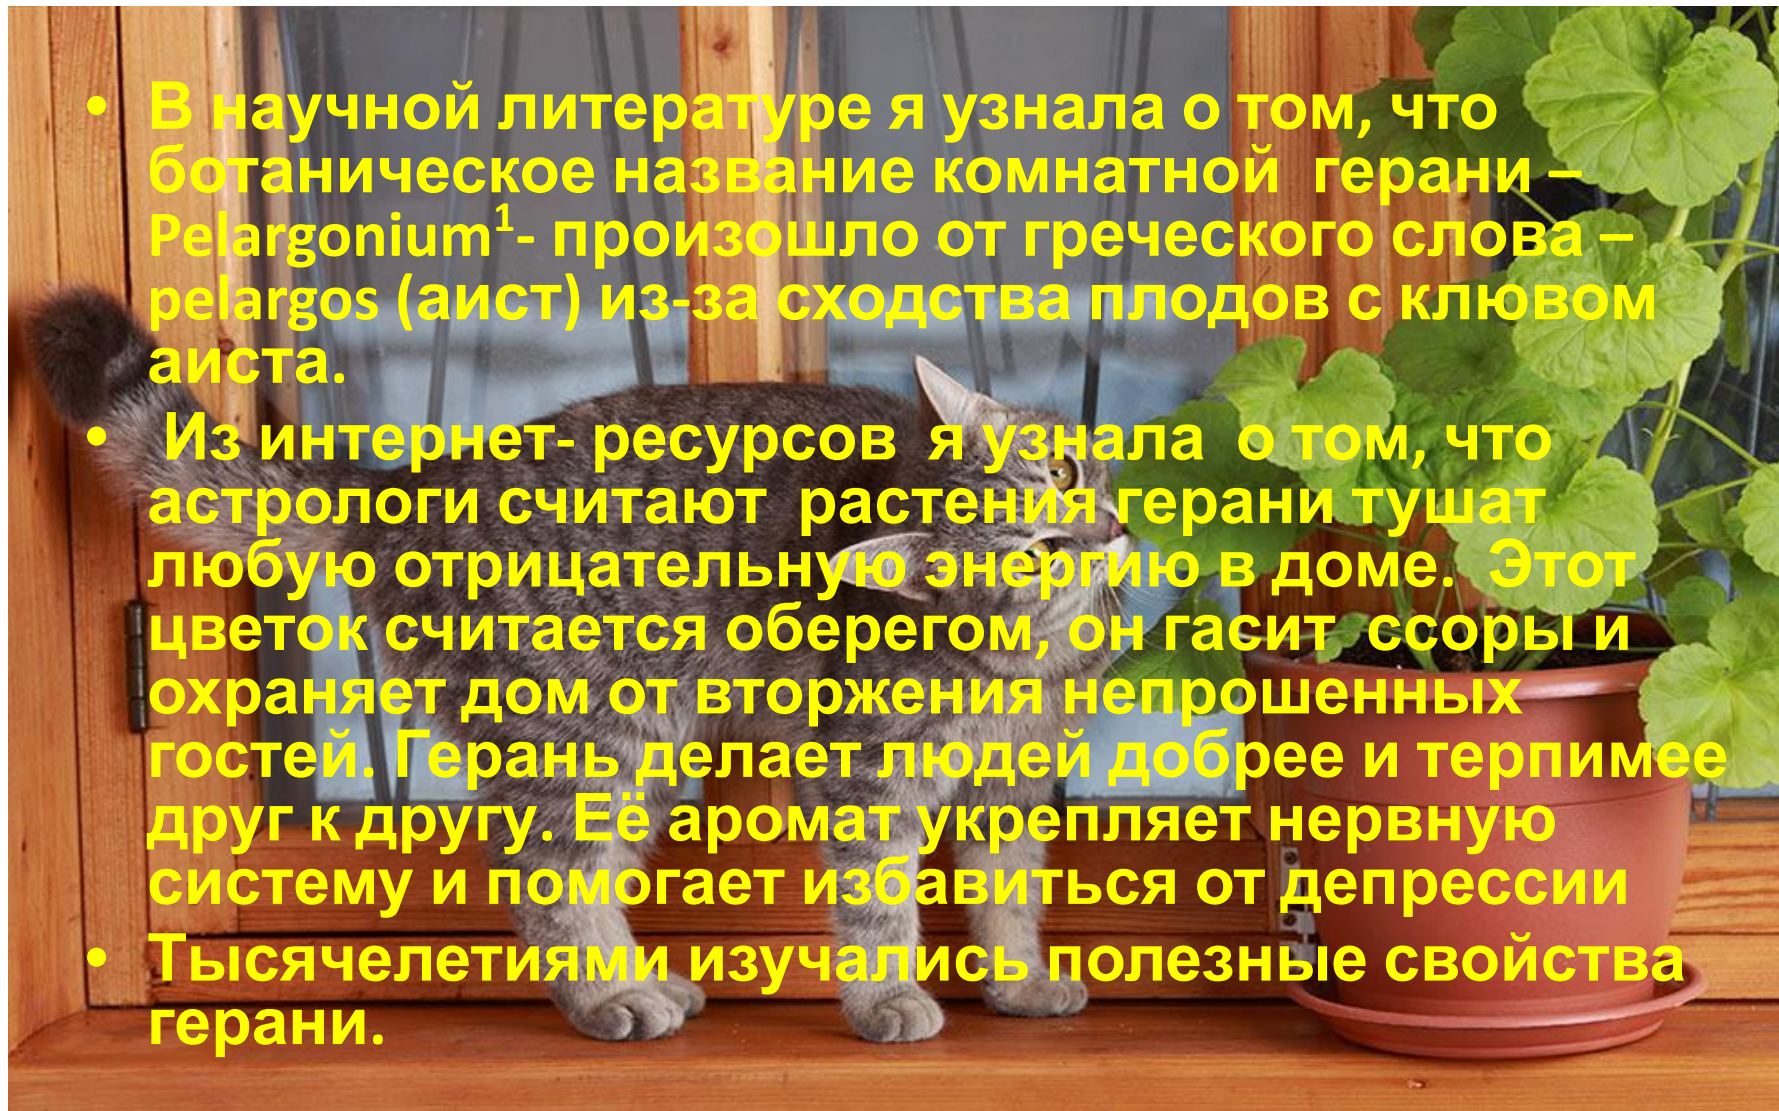 • В научной литературе я узнала о том, что
ботаническое название комнатной герани –
Pelargonium¹- произошло от греческого слова –
pelargos (аист) из-за сходства плодов с клювом
аиста.
• Из интернет- ресурсов я узнала о том, что
астрологи считают растения герани тушат
любую отрицательную энергию в доме. Этот
цветок считается оберегом, он гасит ссоры и
охраняет дом от вторжения непрошенных
гостей. Герань делает людей добрее и терпимее
друг к другу. Её аромат укрепляет нервную
систему и помогает избавиться от депрессии
• Тысячелетиями изучались полезные свойства
герани.